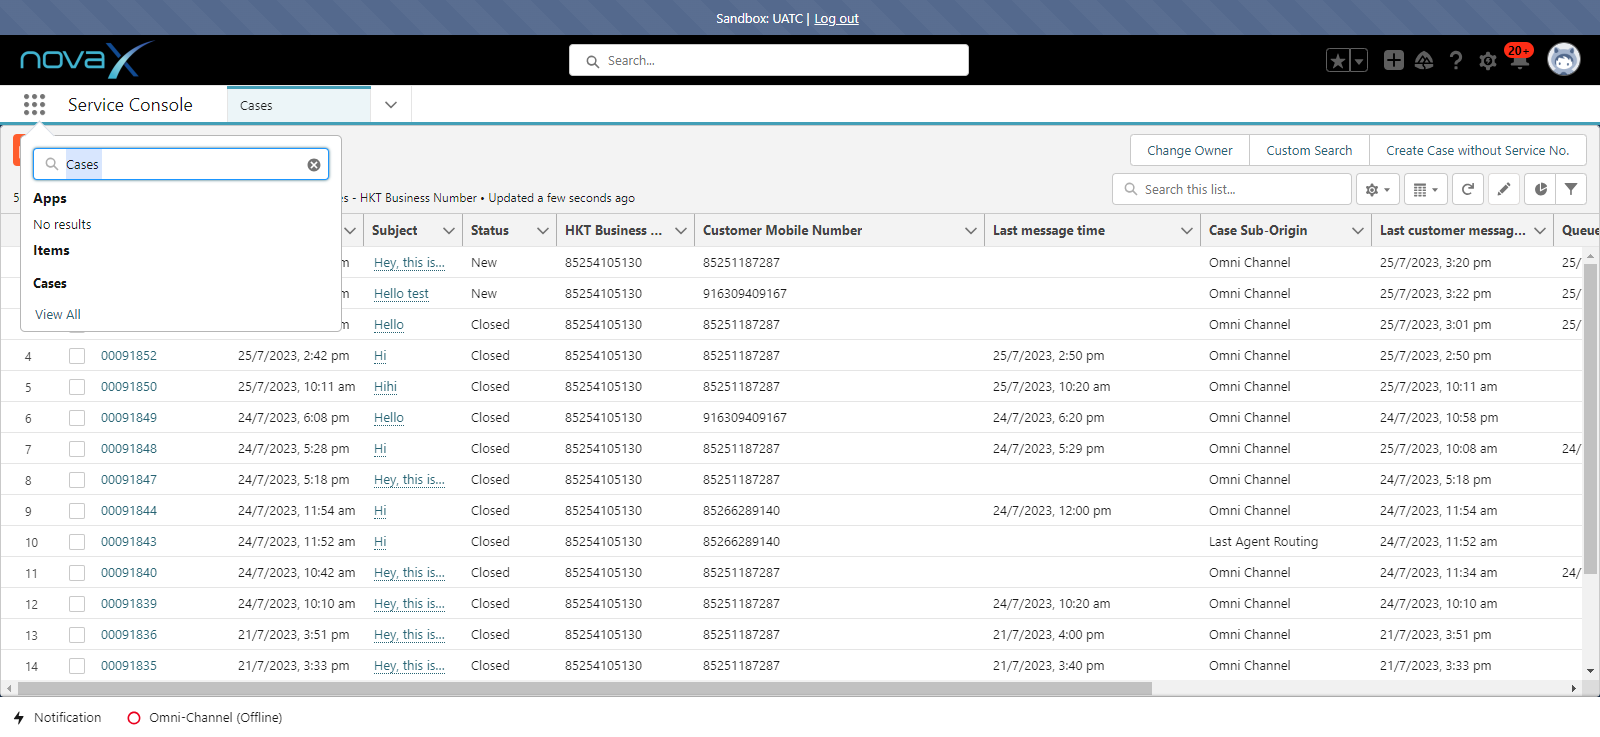 Sandbox: UATC | Log out
novaX
Search...
20+
Service Console
Cases
Cases
Apps
No results
Items
Cases
View All
Change Owner
Custom Search
Create Case without Service No.
5
s - HKT Business Number • Updated a few seconds ago
Search this list...
Subject Status HKT Business ... Customer Mobile Number Last message time Case Sub-Origin Last customer messag... Queue
m Hey, this is... New 85254105130 85251187287 Omni Channel 25/7/2023, 3:20 pm 25/
m Hello test New 85254105130 916309409167 Omni Channel 25/7/2023, 3:22 pm 25/
m Hello Closed 85254105130 85251187287 Omni Channel 25/7/2023, 3:01 pm 25/
4 00091852 25/7/2023, 2:42 pm Hi Closed 85254105130 85251187287 25/7/2023, 2:50 pm Omni Channel 25/7/2023, 2:50 pm
5 00091850 25/7/2023, 10:11 am Hihi Closed 85254105130 85251187287 25/7/2023, 10:20 am Omni Channel 25/7/2023, 10:11 am
6 00091849 24/7/2023, 6:08 pm Hello Closed 85254105130 916309409167 24/7/2023, 6:20 pm Omni Channel 24/7/2023, 10:58 pm
7 00091848 24/7/2023, 5:28 pm Hi Closed 85254105130 85251187287 24/7/2023, 5:29 pm Omni Channel 25/7/2023, 10:08 am 24/
8 00091847 24/7/2023, 5:18 pm Hey, this is... Closed 85254105130 85251187287 Omni Channel 24/7/2023, 5:18 pm
9 00091844 24/7/2023, 11:54 am Hi Closed 85254105130 85266289140 24/7/2023, 12:00 pm Omni Channel 24/7/2023, 11:54 am
10 00091843 24/7/2023, 11:52 am Hi Closed 85254105130 85266289140 Last Agent Routing 24/7/2023, 11:52 am
11 00091840 24/7/2023, 10:42 am Hey, this is... Closed 85254105130 85251187287 Omni Channel 24/7/2023, 11:34 am 24/
12 00091839 24/7/2023, 10:10 am Hey, this is... Closed 85254105130 85251187287 24/7/2023, 10:20 am Omni Channel 24/7/2023, 10:10 am
13 00091836 21/7/2023, 3:51 pm Hey, this is... Closed 85254105130 85251187287 21/7/2023, 4:00 pm Omni Channel 21/7/2023, 3:51 pm
14 00091835 21/7/2023, 3:33 pm Hey, this is... Closed 85254105130 85251187287 21/7/2023, 3:40 pm Omni Channel 21/7/2023, 3:33 pm
Notification Omni-Channel (Offline)